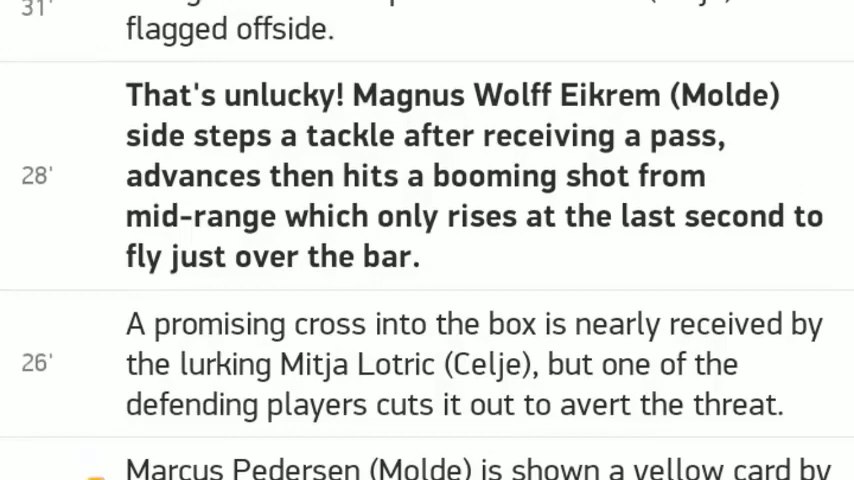 31'
flagged offside.
That's unlucky! Magnus Wolff Eikrem (Molde)
side steps a tackle after receiving a pass,
28'
advances then hits a booming shot from
mid-range which only rises at the last second to
fly just over the bar.
A promising cross into the box is nearly received by
26'
the lurking Mitja Lotric (Celje), but one of the
defending players cuts it out to avert the threat.
Marcus Pedersen (Molde) is shown a yellow card by